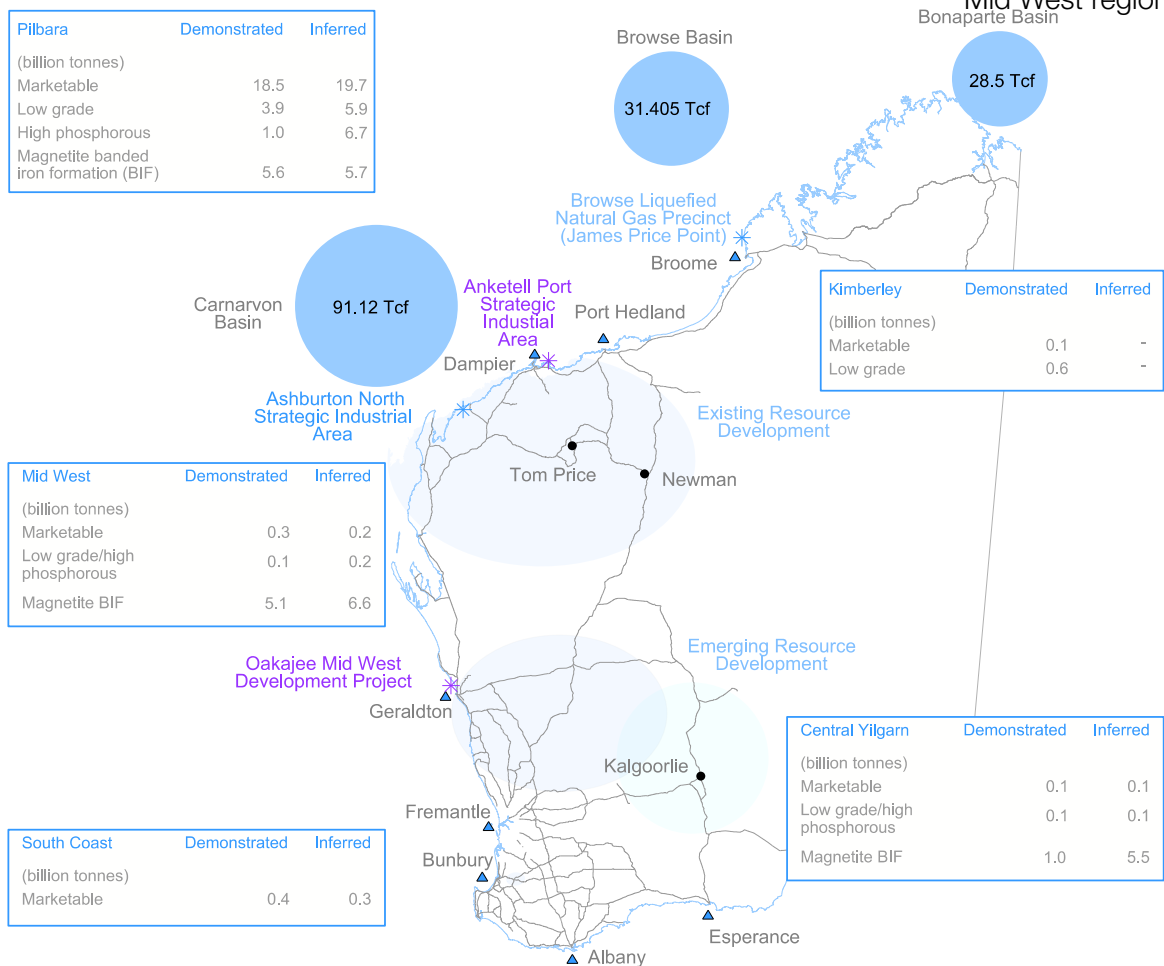 Mid West region
Bonaparte Basin
28.5 Tcf
Browse Basin
31.405 Tcf
Pilbara Demonstrated Inferred
(billion tonnes)
Marketable 18.5 19.7
Low grade 3.9 5.9
High phosphorous 1.0 6.7
Magnetite banded
iron formation (BIF) 5.6 5.7
Browse Liquefied
Natural Gas Precinct
(James Price Point)
Broome
Carnarvon
Basin
91.12 Tcf
Anketell Port
Strategic
Industial
Area
Port Hedland
Dampier
Kimberley Demonstrated Inferred
(billion tonnes)
Marketable 0.1 -
Low grade 0.6 -
Ashburton North
Strategic Industrial
Area
Existing Resource
Development
Tom Price
Newman
Mid West Demonstrated Inferred
(billion tonnes)
Marketable 0.3 0.2
Low grade/high
phosphorous 0.1 0.2
Magnetite BIF 5.1 6.6
Oakajee Mid West
Development Project
Geraldton
Emerging Resource
Development
Kalgoorlie
Central Yilgarn Demonstrated Inferred
(billion tonnes)
Marketable 0.1 0.1
Low grade/high
phosphorous 0.1 0.1
Magnetite BIF 1.0 5.5
Fremantle
Bunbury
South Coast Demonstrated Inferred
(billion tonnes)
Marketable 0.4 0.3
Esperance
Albany